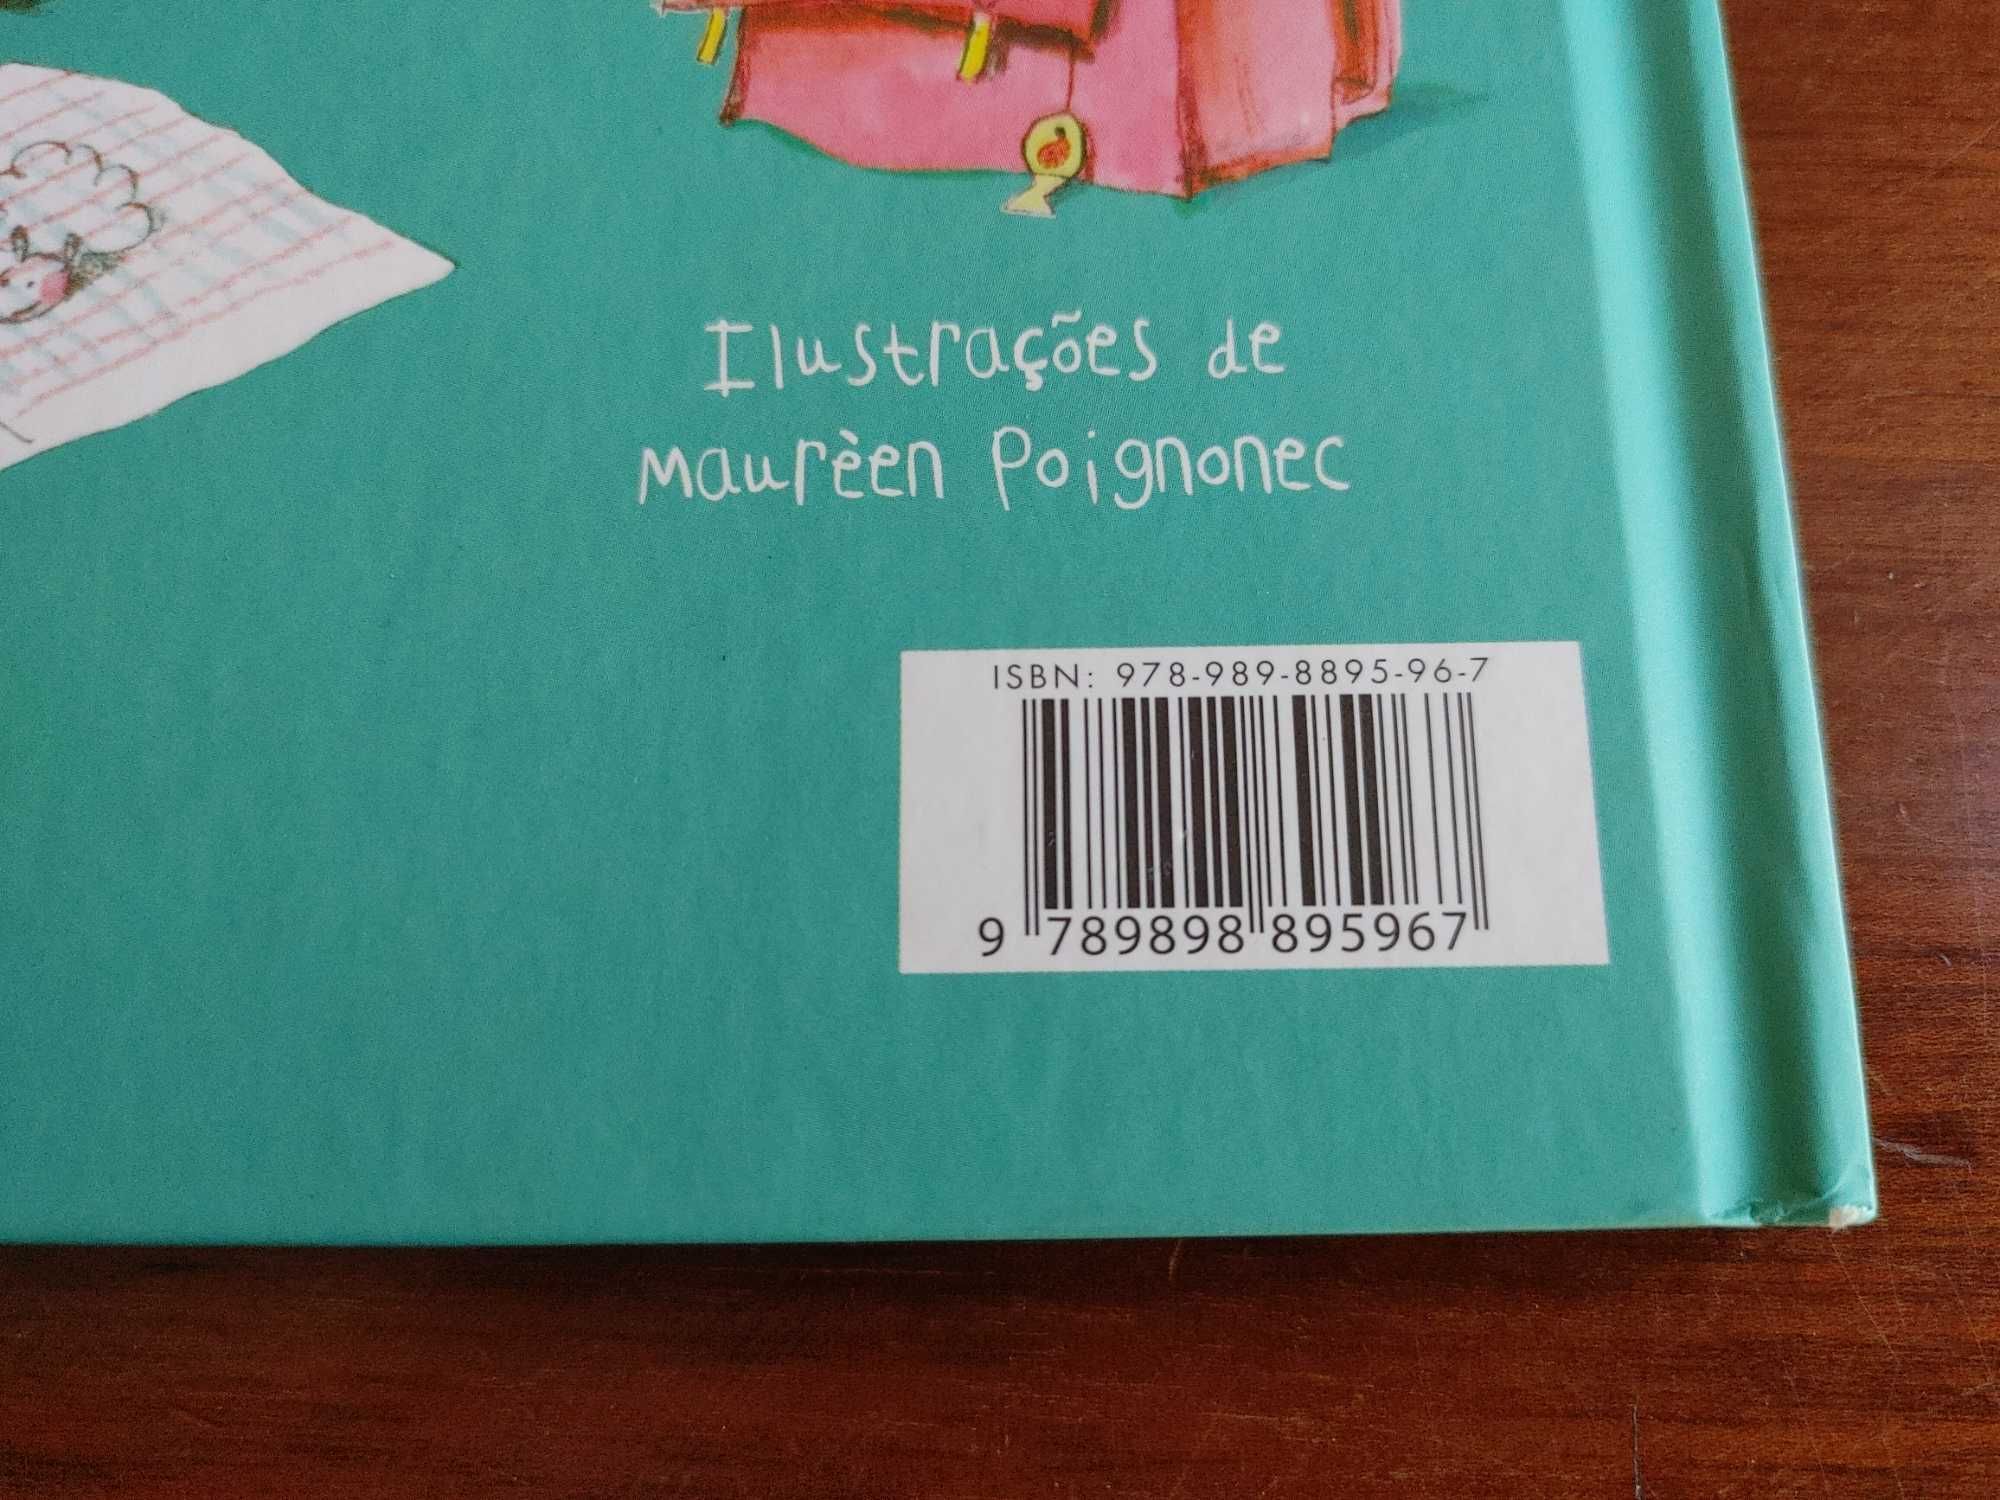 Ilustrações de
Maurèen Poignonec
ISBN: 978-989-8895-96-7
9 789898 895967